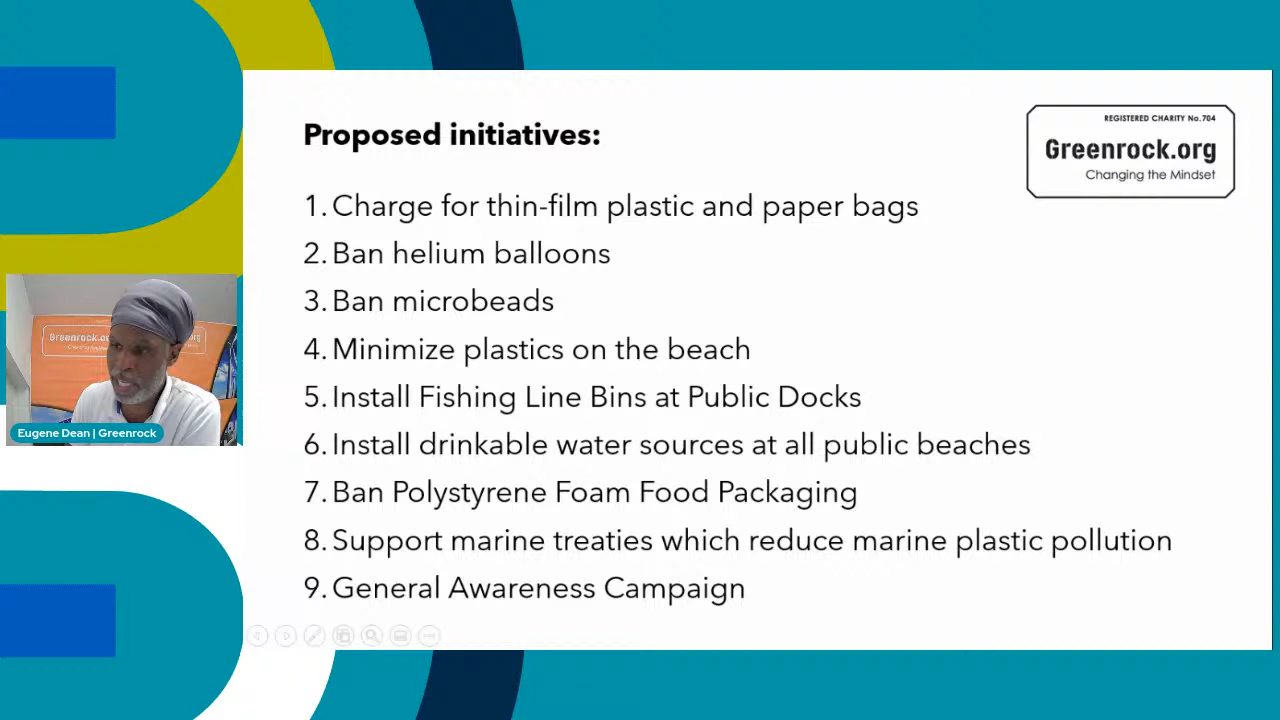 Proposed initiatives:
REGISTERED CHARITY No.704
Greenrock.org
Changing the Mindset
1. Charge for thin-film plastic and paper bags
2. Ban helium balloons
3. Ban microbeads
4. Minimize plastics on the beach
5. Install Fishing Line Bins at Public Docks
6. Install drinkable water sources at all public beaches
7. Ban Polystyrene Foam Food Packaging
8. Support marine treaties which reduce marine plastic pollution
9. General Awareness Campaign
Eugene Dean | Greenrock